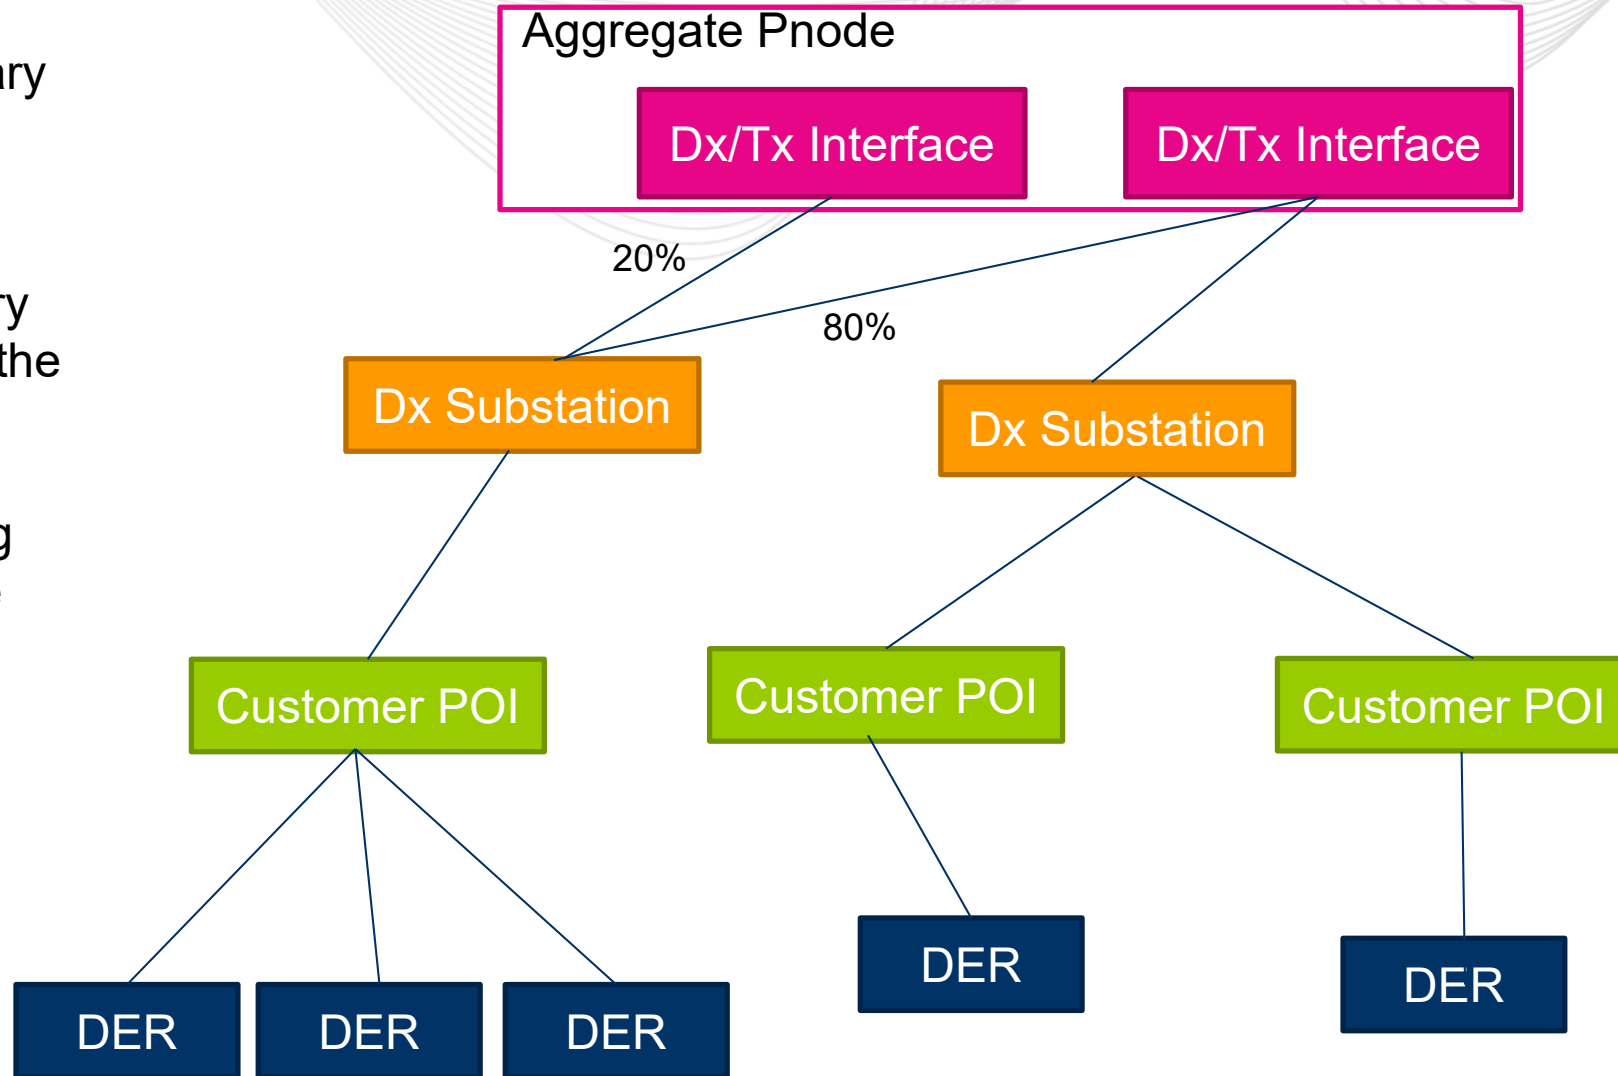 Aggregate Pnode
Dx/Tx Interface
Dx/Tx Interface
20%
80%
ry
the
Dx Substation
Dx Substation
Customer POI
Customer POI
Customer POI
DER
DER
DER
DER
DER